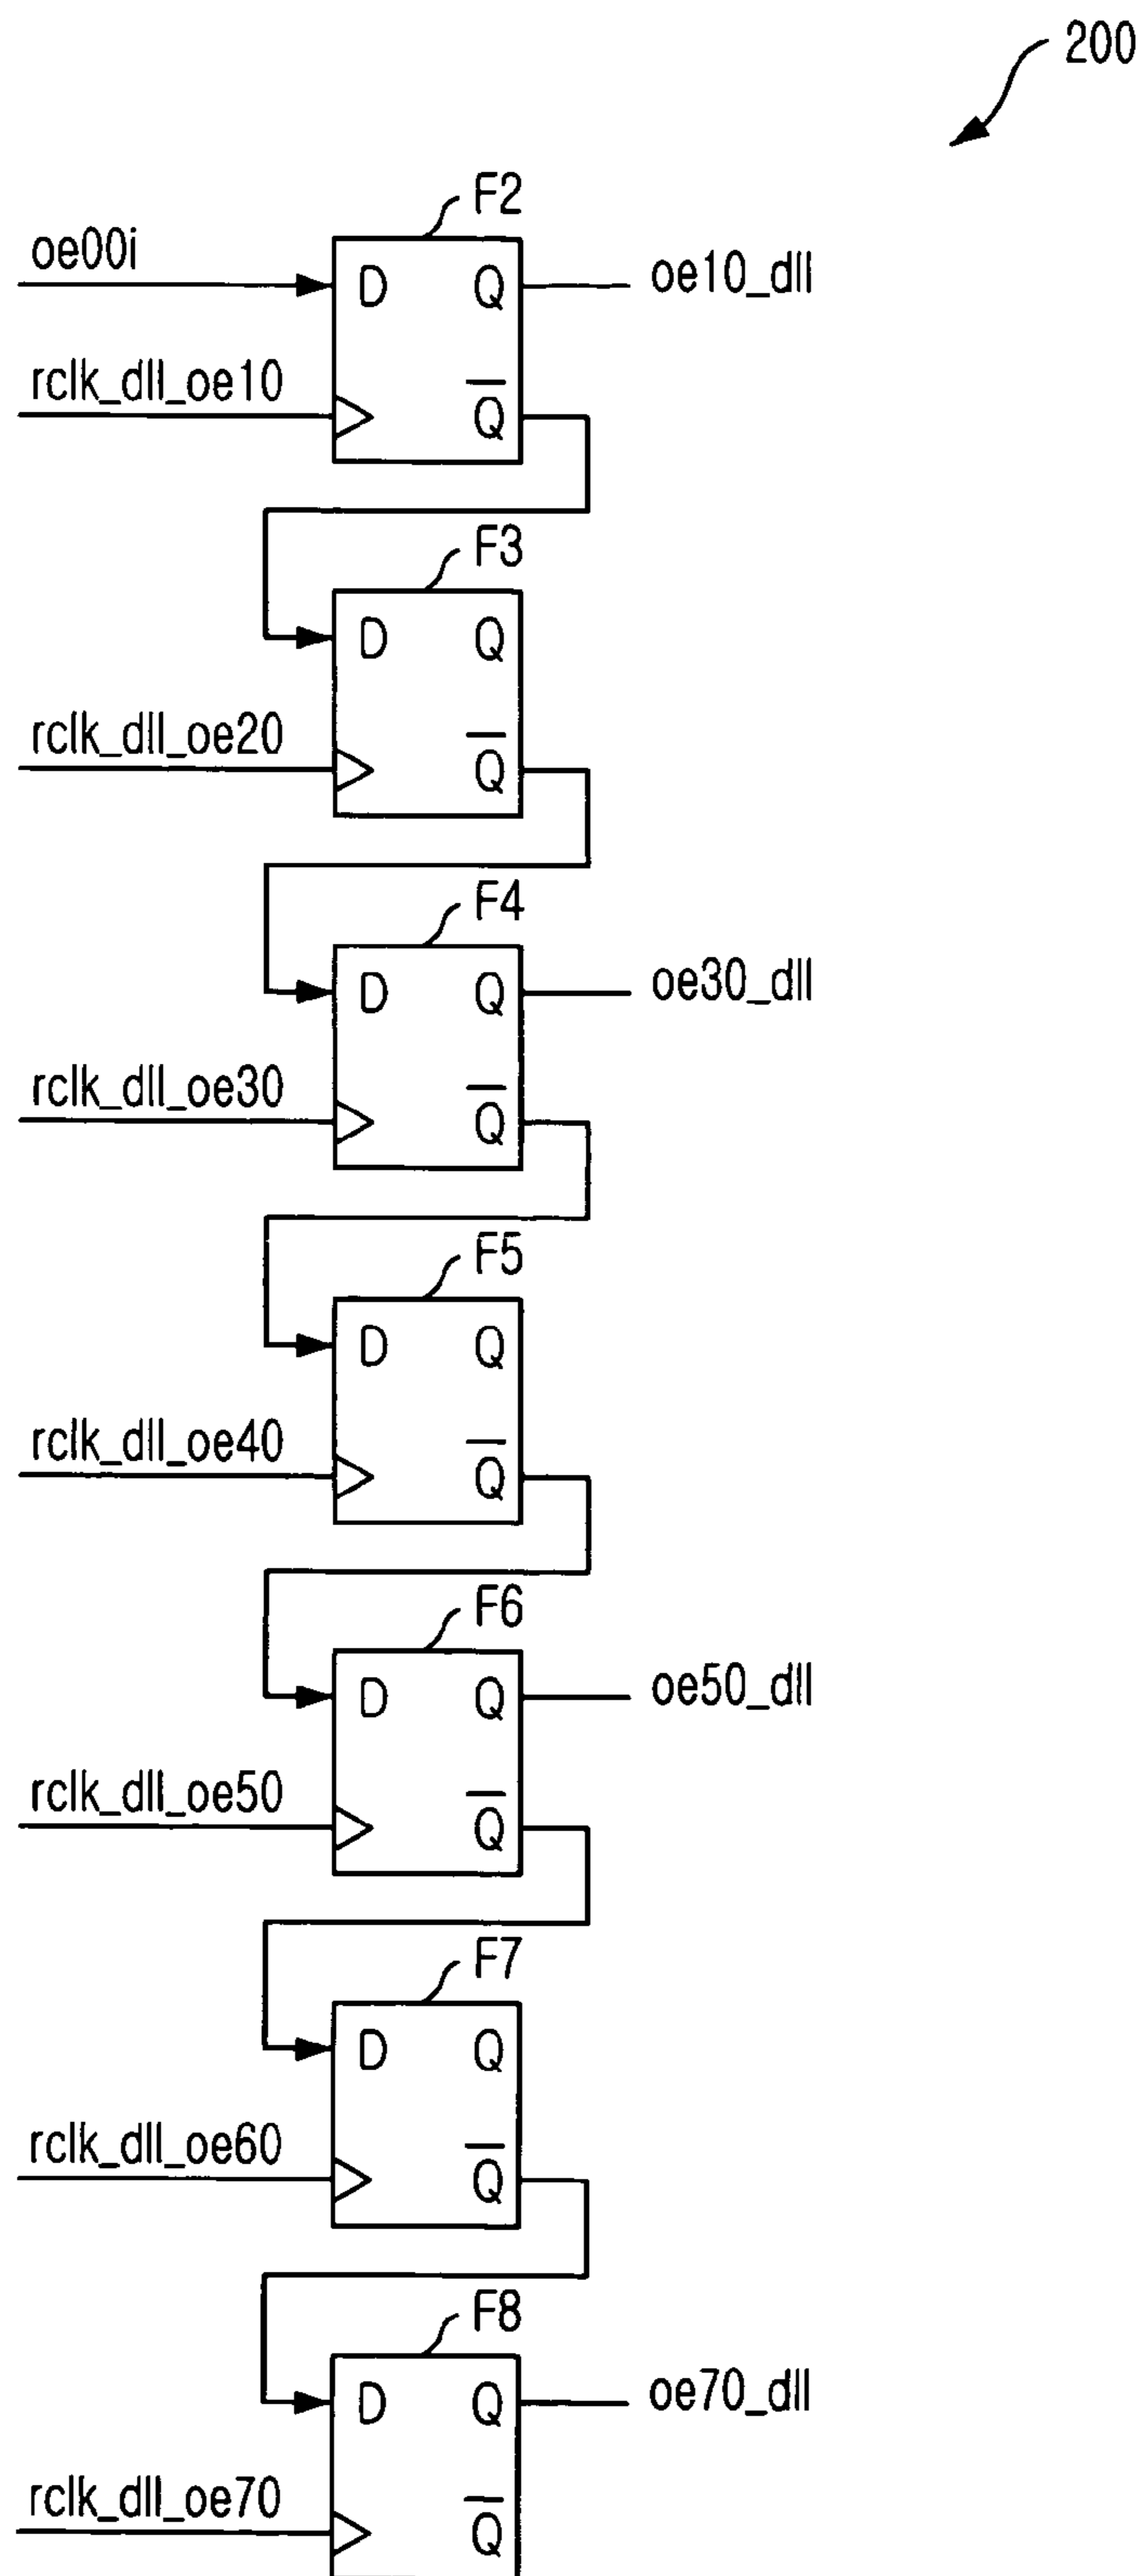 200
F2
oe00i
D Q
oe10_dll
rclk_dll_oe10
Q̅
F3
D Q
rclk_dll_oe20
Q̅
F4
D Q
oe30_dll
rclk_dll_oe30
Q̅
F5
D Q
rclk_dll_oe40
Q̅
F6
D Q
oe50_dll
rclk_dll_oe50
Q̅
F7
D Q
rclk_dll_oe60
Q̅
F8
D Q
oe70_dll
rclk_dll_oe70
Q̅